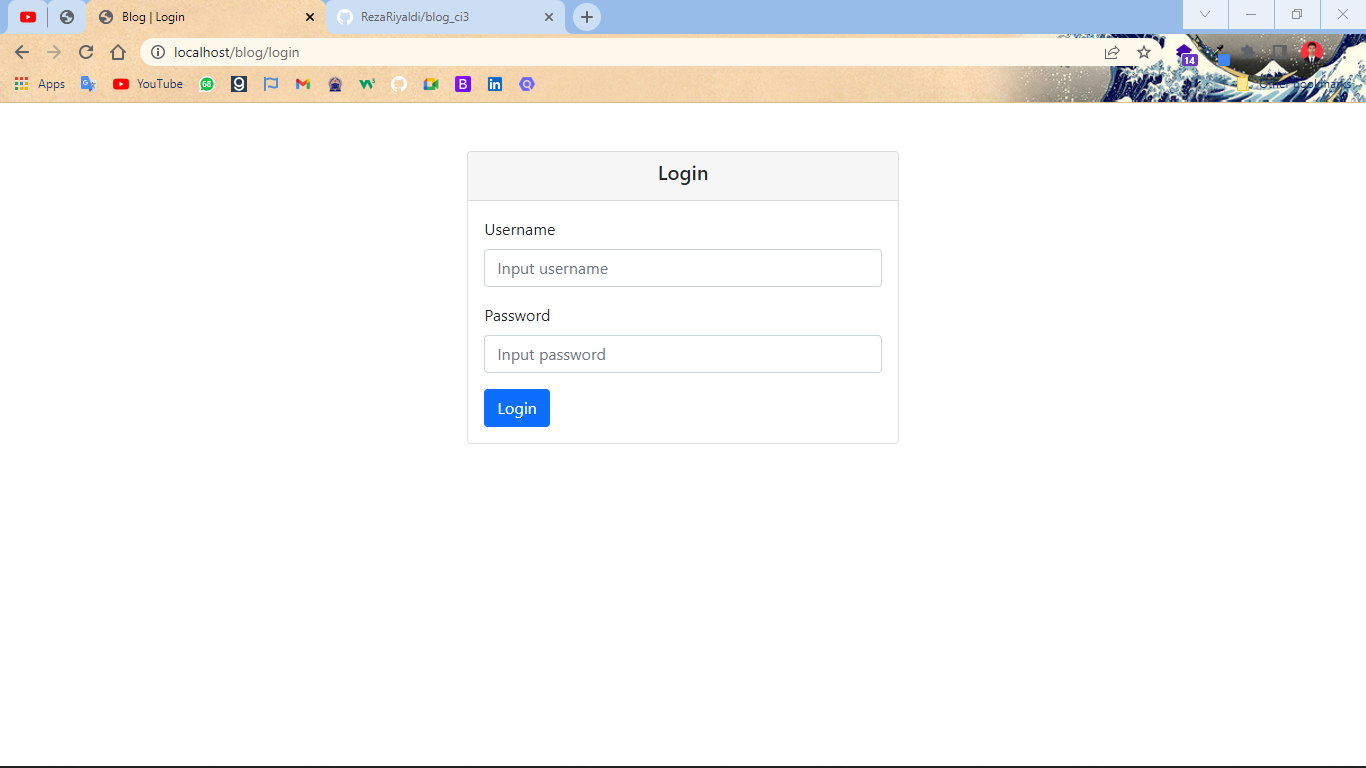 Blog | Login
RezaRiyaldi/blog_ci3
localhost/blog/login
14
Apps
YouTube
68
Other bookmarks
Login
Username
Input username
Password
Input password
Login